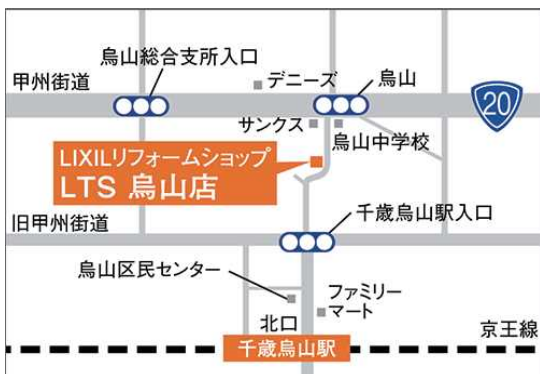 烏山総合支所入口
甲州街道
デニーズ
烏山
20
サンクス
烏山中学校
LIXILリフォームショップ
LTS 烏山店
千歳烏山駅入口
旧甲州街道
烏山区民センター
ファミリー
マート
北口
京王線
千歳烏山駅